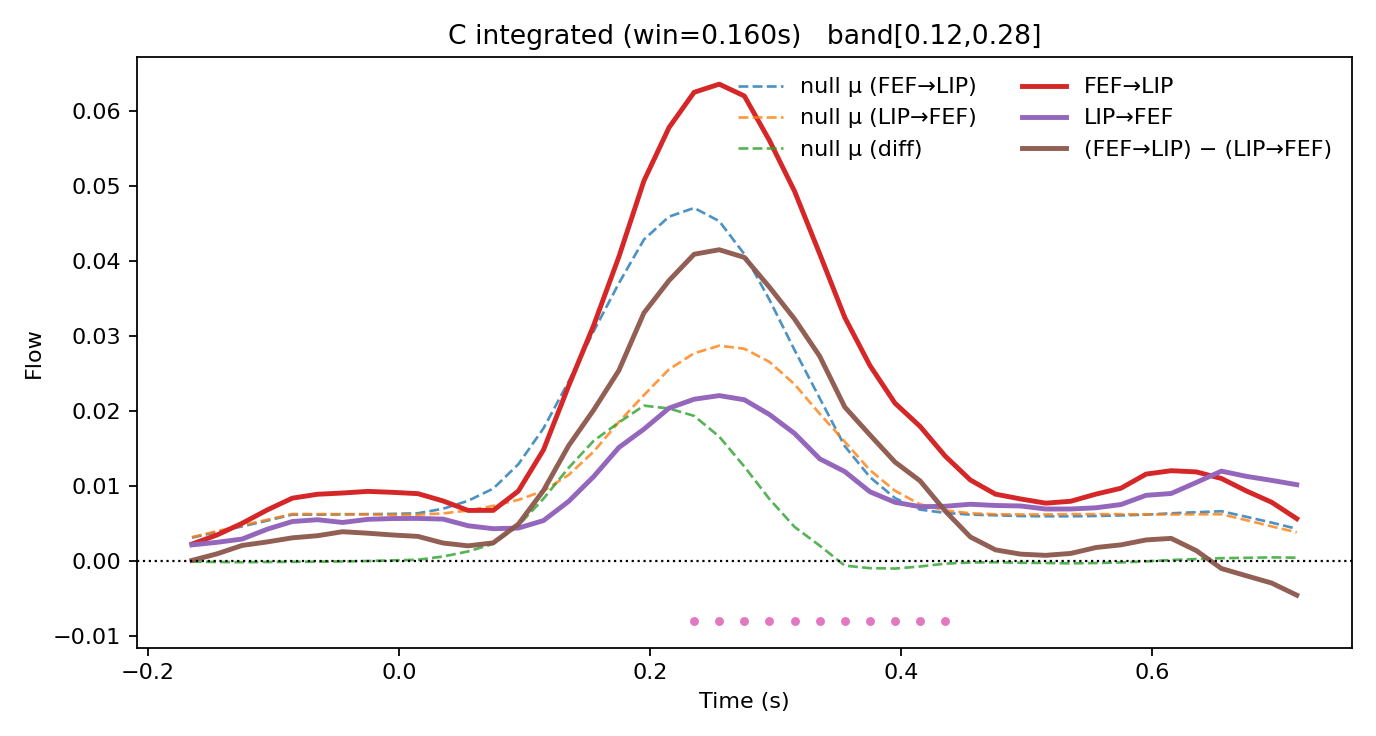 C integrated (win=0.160s)   band[0.12,0.28]
null μ (FEF→LIP)
null μ (LIP→FEF)
null μ (diff)
FEF→LIP
LIP→FEF
(FEF→LIP) − (LIP→FEF)
Flow
0.06
0.05
0.04
0.03
0.02
0.01
0.00
−0.01
−0.2
0.0
0.2
0.4
0.6
Time (s)